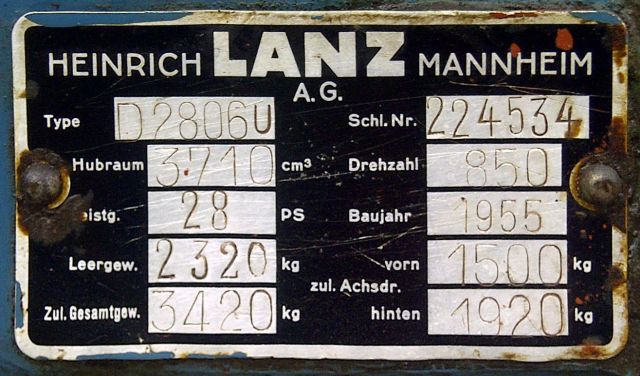 HEINRICH LANZ MANNHEIM
A.G.
Type D2806U Schl. Nr. 224534
Hubraum 3710 cm³ Drehzahl 850
eistg. 28 PS Baujahr 1955
Leergew. 2320 kg vorn 1500 kg
zul. Achsdr.
Zul. Gesamtgew. 3420 kg hinten 1920 kg